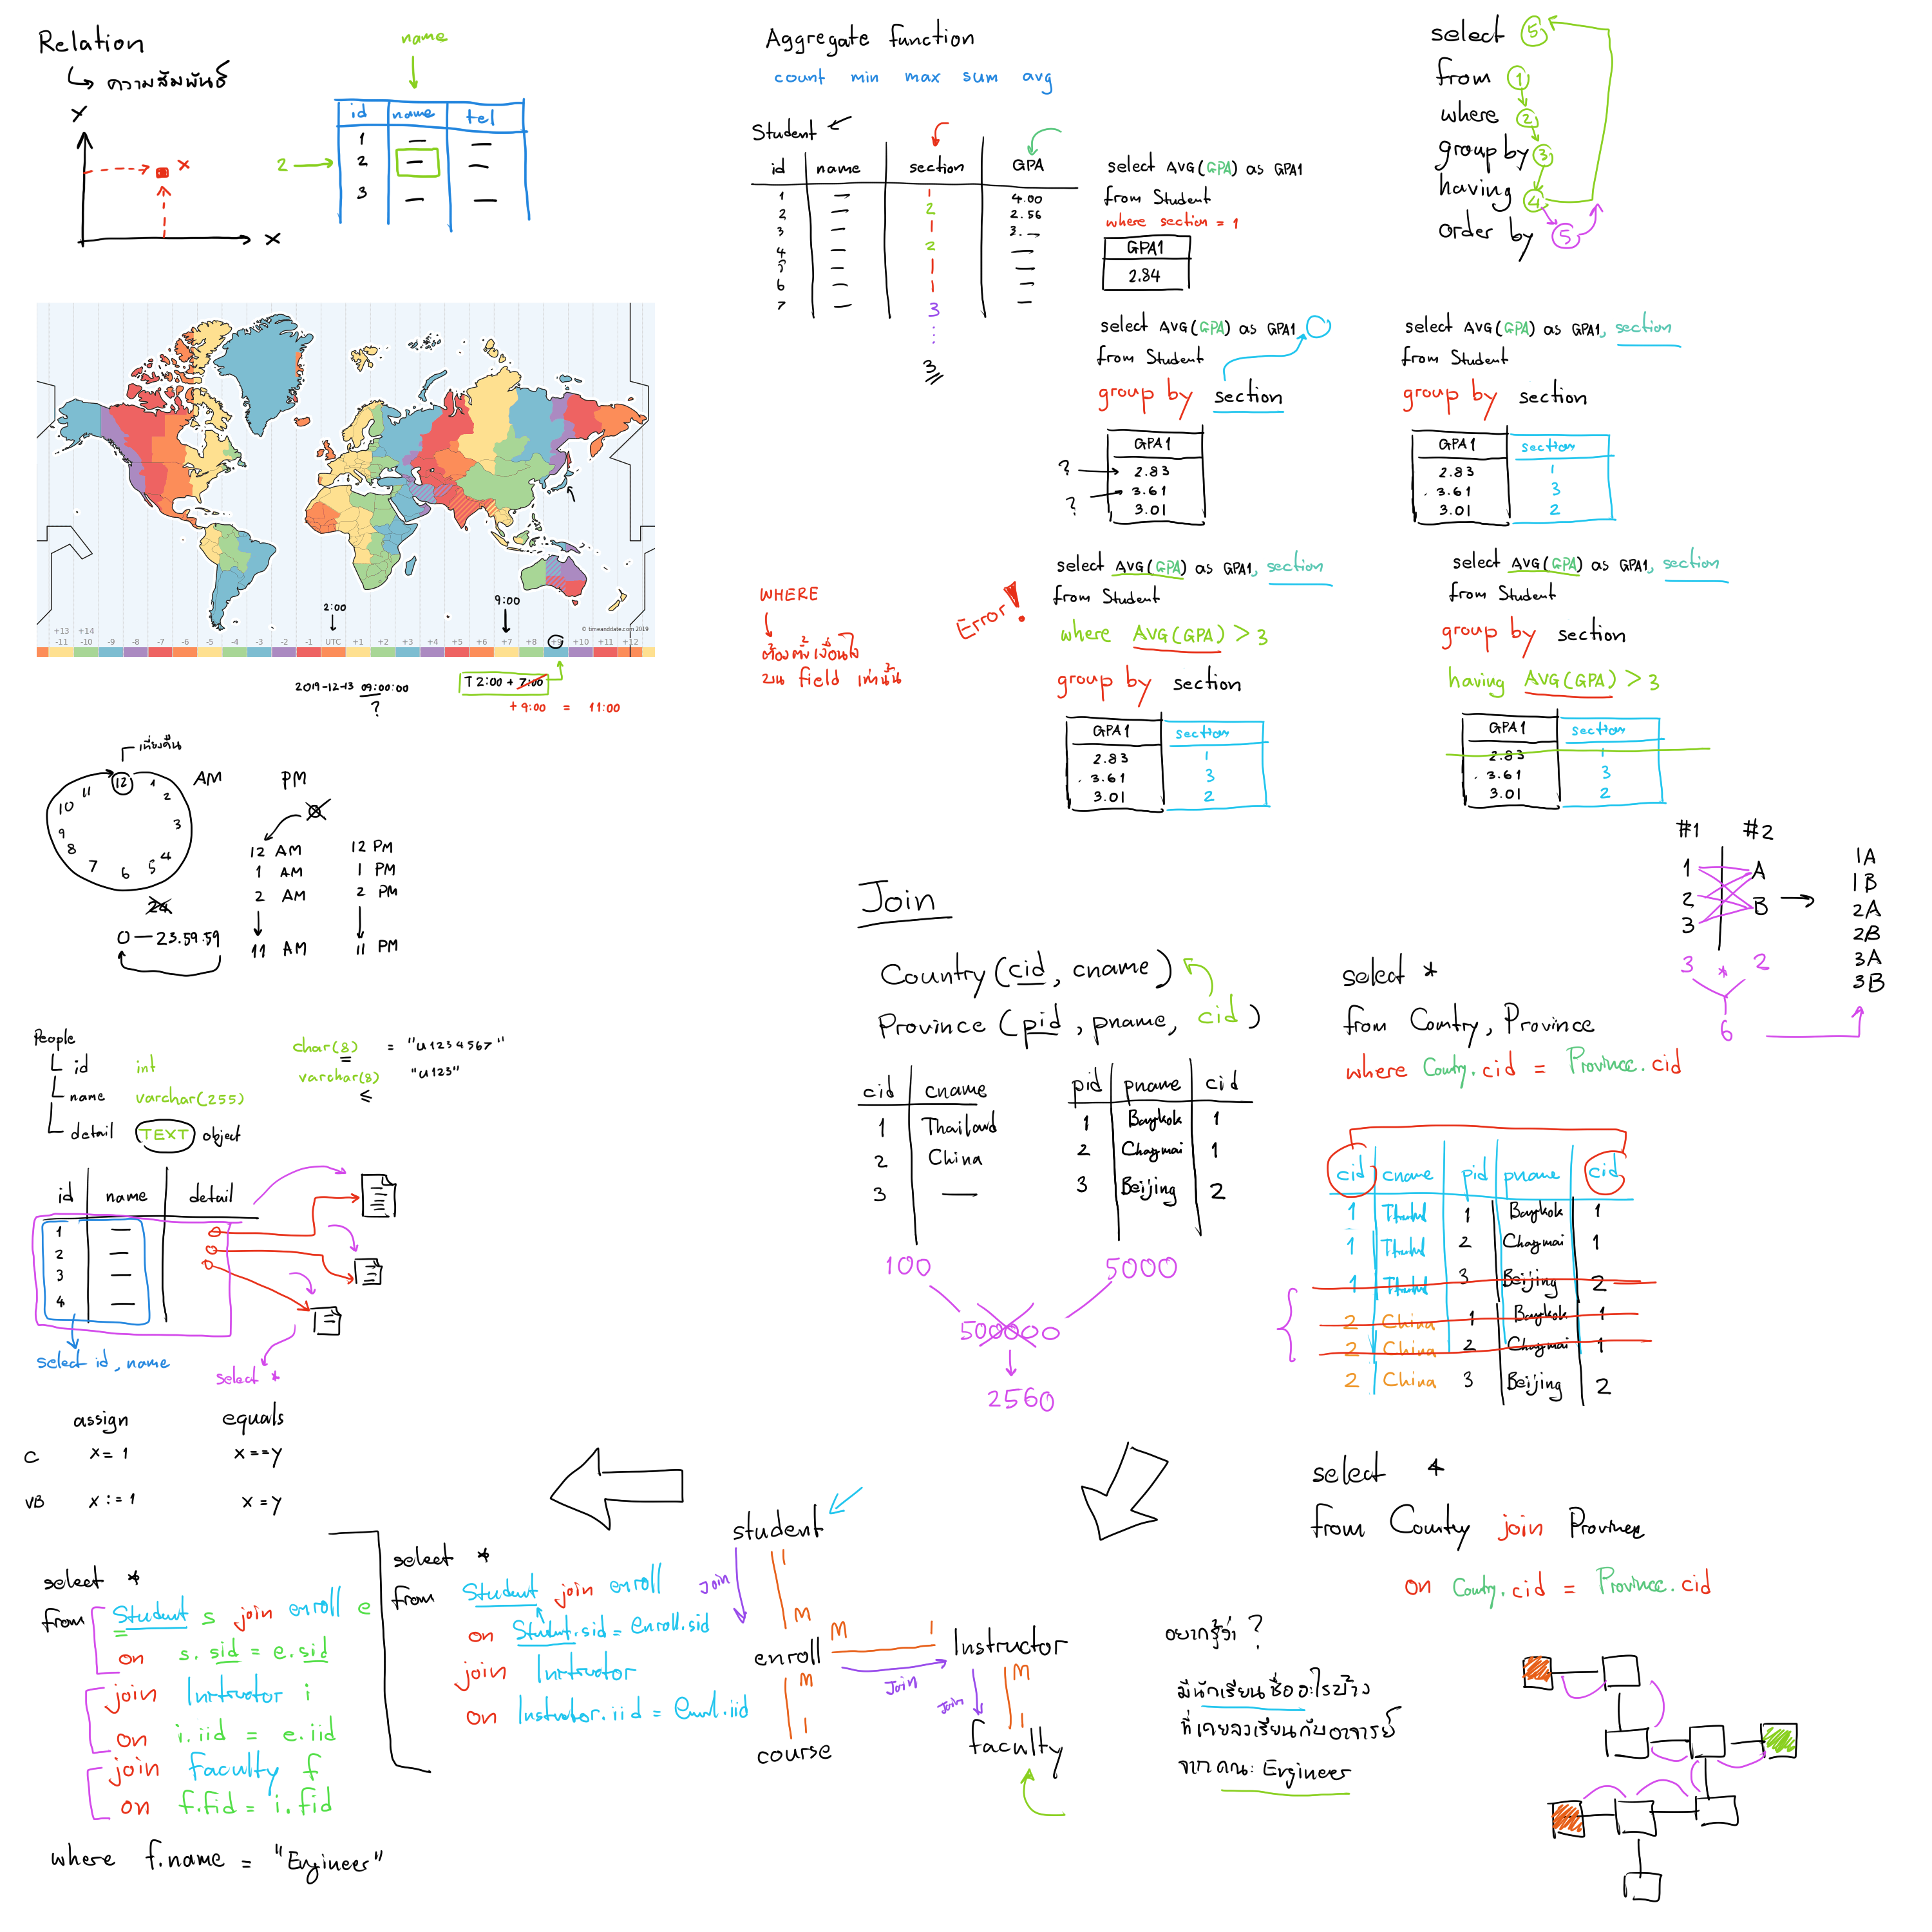 Relation
ความสัมพันธ์
Y
X
x
name
2
id name tel
1
2
3
+13 +14
-11 -10 -9 -8 -7 -6 -5 -4 -3 -2 -1 UTC +1 +2 +3 +4 +5 +6 +7 +8 +9 +10 +11 +12
2:00
9:00
© timeanddate.com 2019
2019-12-13 09:00:00
?
T 2:00 + 7:00
+ 9:00 = 11:00
เที่ยงคืน
12 1 2 3 4 5 6 7 8 9 10 11
AM
PM
0
12 AM 12 PM
1 AM 1 PM
2 AM 2 PM
11 AM 11 PM
24
0 — 23.59.59
People
id int
name varchar(255)
detail TEXT object
char(8) = "u1234567"
varchar(8) "u123"
≤
id name detail
1
2
3
4
select id, name
select *
assign equals
C x = 1 x == y
VB x := 1 x = y
select *
from Student s join enroll e
on s.sid = e.sid
join Instructor i
on i.iid = e.iid
join Faculty f
on f.fid = i.fid
where f.name = "Engineer"
select *
from Student join enroll
on Student.sid = enroll.sid
join Instructor
on Instructor.iid = enrol.iid
Aggregate function
count min max sum avg
Student
id name section GPA
1 1 4.00
2 2 2.56
3 1 3.—
4 2
5 1
6 1
7 3
3
select AVG(GPA) as GPA1
from Student
where section = 1
GPA1
2.84
select 5
from 1
where 2
group by 3
having 4
order by 5
select AVG(GPA) as GPA1
from Student
group by section
GPA1
? 2.83
? 3.61
3.01
select AVG(GPA) as GPA1, section
from Student
group by section
GPA1 section
2.83 1
3.61 3
3.01 2
WHERE
ต้องตั้งเงื่อนไข
บน field เท่านั้น
Error!
select AVG(GPA) as GPA1, section
from Student
where AVG(GPA) > 3
group by section
GPA1 section
2.83 1
3.61 3
3.01 2
select AVG(GPA) as GPA1, section
from Student
group by section
having AVG(GPA) > 3
GPA1 section
2.83 1
3.61 3
3.01 2
#1 #2
1 A
2 B
3
3 * 2
6
1A
1B
2A
2B
3A
3B
Join
Country (cid, cname)
Province (pid, pname, cid)
cid cname
1 Thailand
2 China
3 —
pid pname cid
1 Bangkok 1
2 Chagmai 1
3 Beijing 2
100 5000
500000
2560
select *
from Country, Province
where Country.cid = Province.cid
cid cname pid pname cid
1 Thailand 1 Bangkok 1
1 Thailand 2 Chagmai 1
1 Thailand 3 Beijing 2
2 China 1 Bangkok 1
2 China 2 Chagmai 1
2 China 3 Beijing 2
select *
from Country join Province
on Country.cid = Province.cid
student
Join
1
M
enroll M 1 Instructor
Join
M
1
course
Join
M
1
faculty
อยากรู้ว่า ?
มีนักเรียนชื่ออะไรบ้าง
ที่เคยลงเรียนกับอาจารย์
จากคณะ Engineer